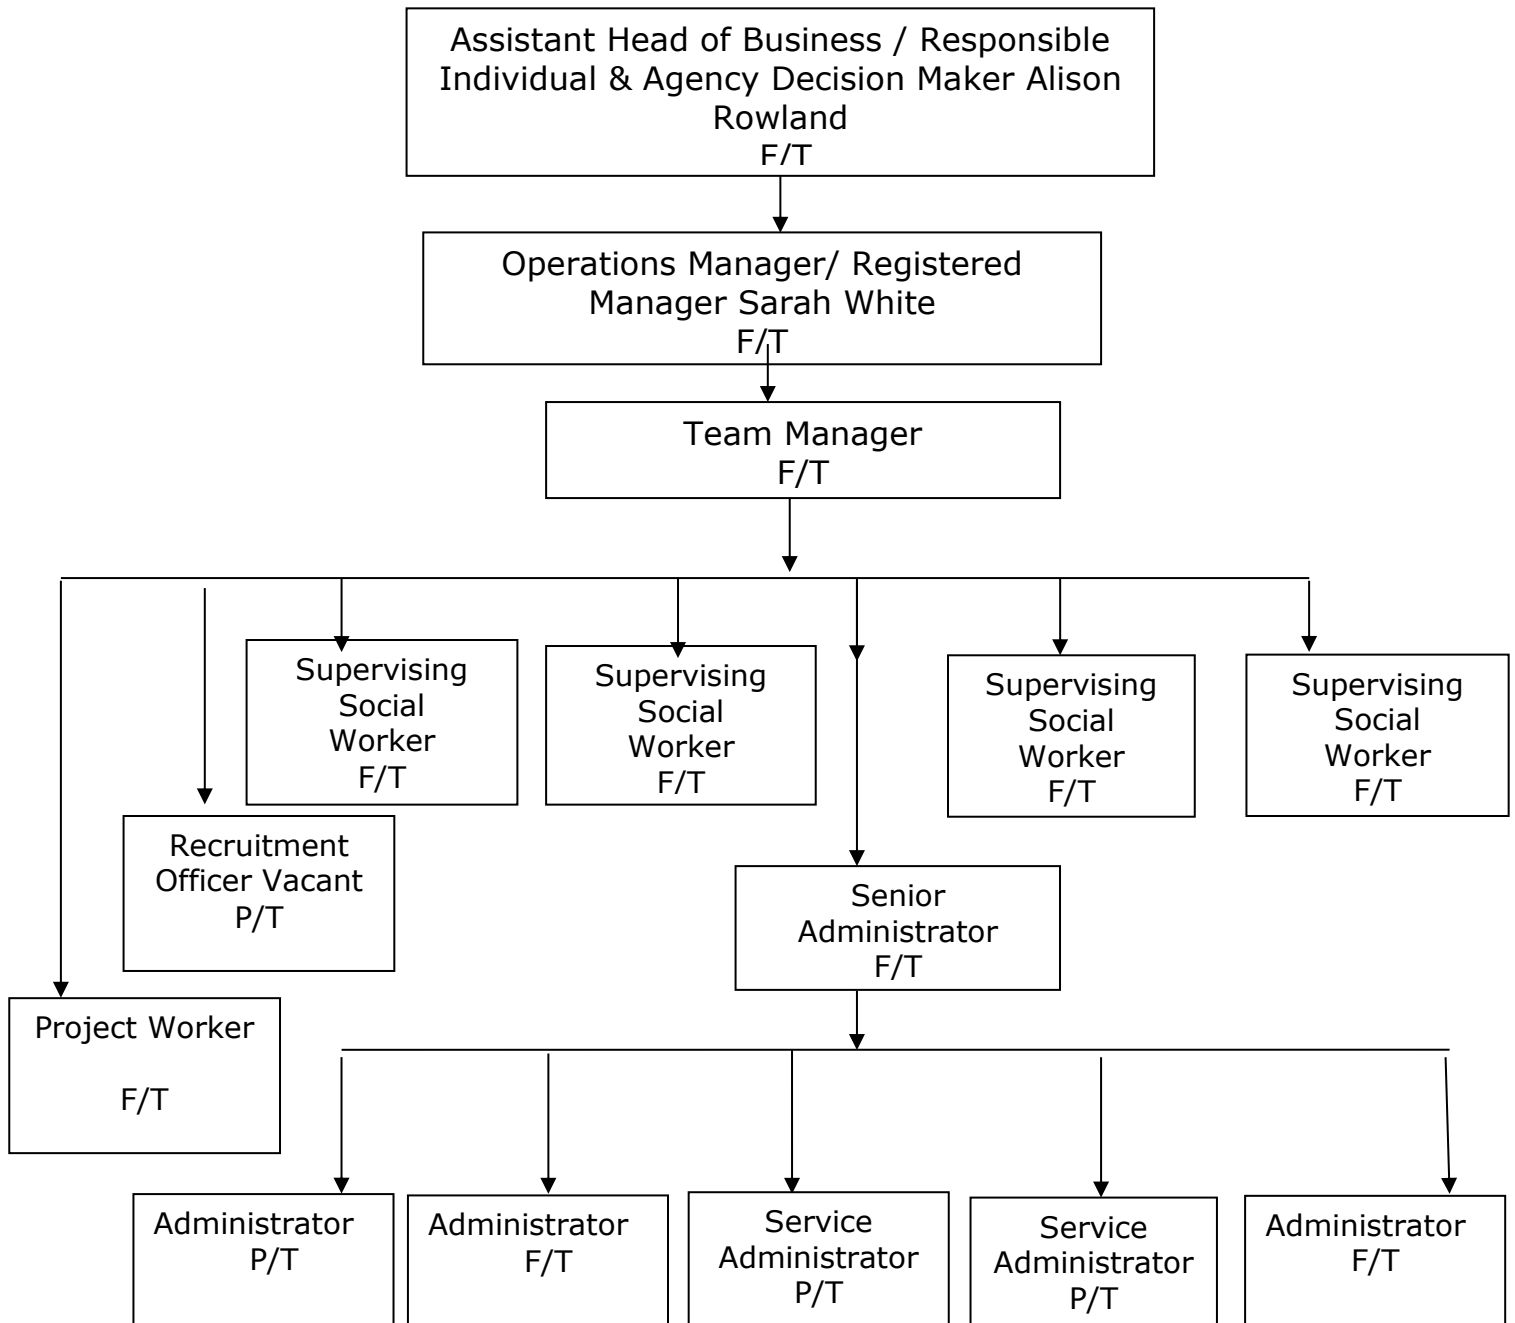 Assistant Head of Business / Responsible
Individual & Agency Decision Maker Alison
Rowland
F/T
Operations Manager/ Registered
Manager Sarah White
F/T
Team Manager
F/T
Supervising
Social
Worker
F/T
Supervising
Social
Worker
F/T
Supervising
Social
Worker
F/T
Supervising
Social
Worker
F/T
Recruitment
Officer Vacant
P/T
Senior
Administrator
F/T
Project Worker
F/T
Administrator
P/T
Administrator
F/T
Service
Administrator
P/T
Service
Administrator
P/T
Administrator
F/T